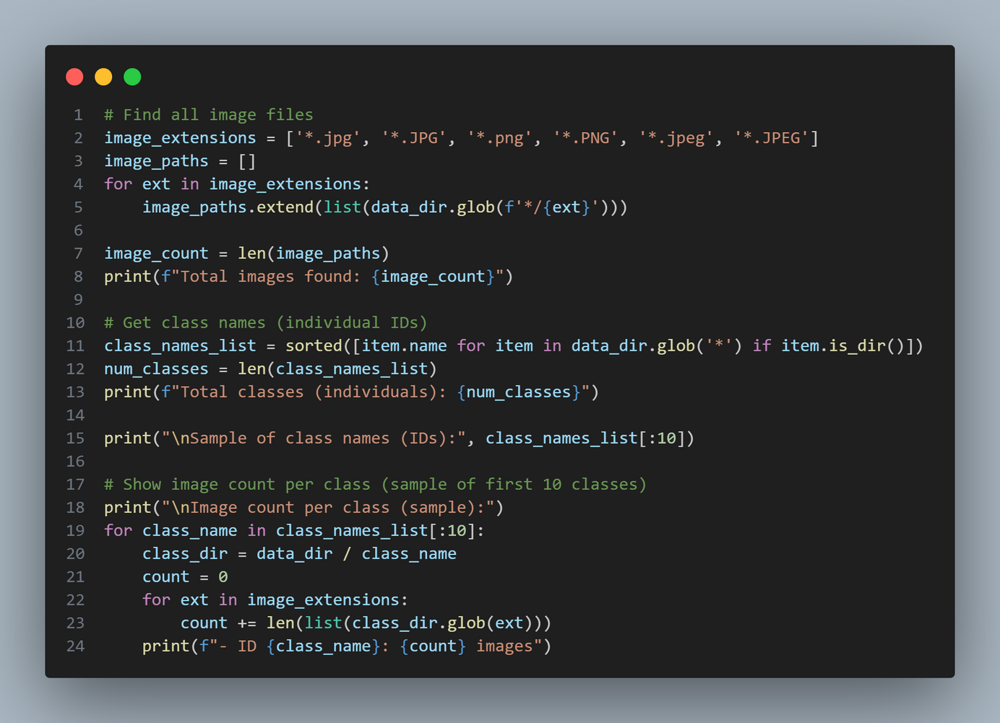 1 # Find all image files
2 image_extensions = ['*.jpg', '*.JPG', '*.png', '*.PNG', '*.jpeg', '*.JPEG']
3 image_paths = []
4 for ext in image_extensions:
5     image_paths.extend(list(data_dir.glob(f'*/{ext}')))
6
7 image_count = len(image_paths)
8 print(f"Total images found: {image_count}")
9
10 # Get class names (individual IDs)
11 class_names_list = sorted([item.name for item in data_dir.glob('*') if item.is_dir()])
12 num_classes = len(class_names_list)
13 print(f"Total classes (individuals): {num_classes}")
14
15 print("\nSample of class names (IDs):", class_names_list[:10])
16
17 # Show image count per class (sample of first 10 classes)
18 print("\nImage count per class (sample):")
19 for class_name in class_names_list[:10]:
20     class_dir = data_dir / class_name
21     count = 0
22     for ext in image_extensions:
23         count += len(list(class_dir.glob(ext)))
24     print(f"- ID {class_name}: {count} images")